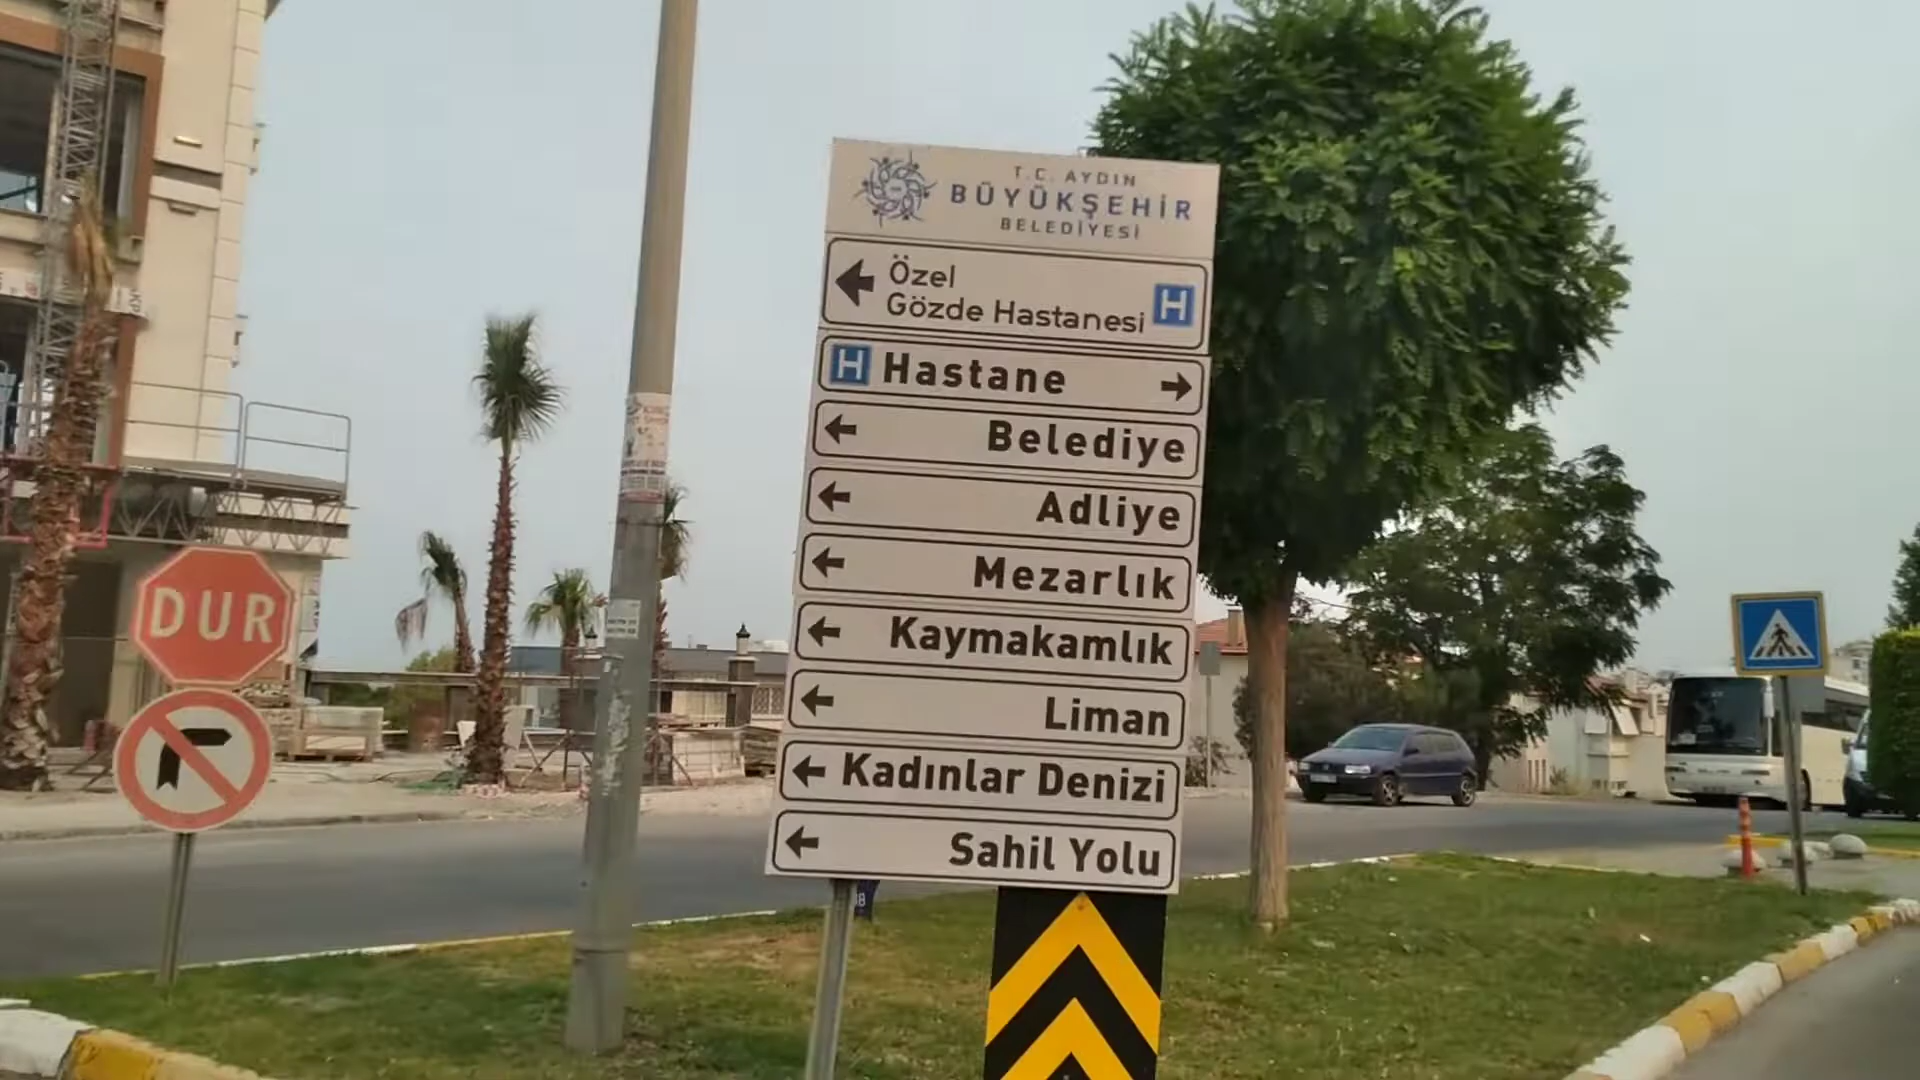 T.C. AYDIN
BÜYÜKŞEHİR
BELEDİYESİ
Özel
Gözde Hastanesi H
H Hastane
Belediye
Adliye
Mezarlık
Kaymakamlık
Liman
Kadınlar Denizi
Sahil Yolu
DUR